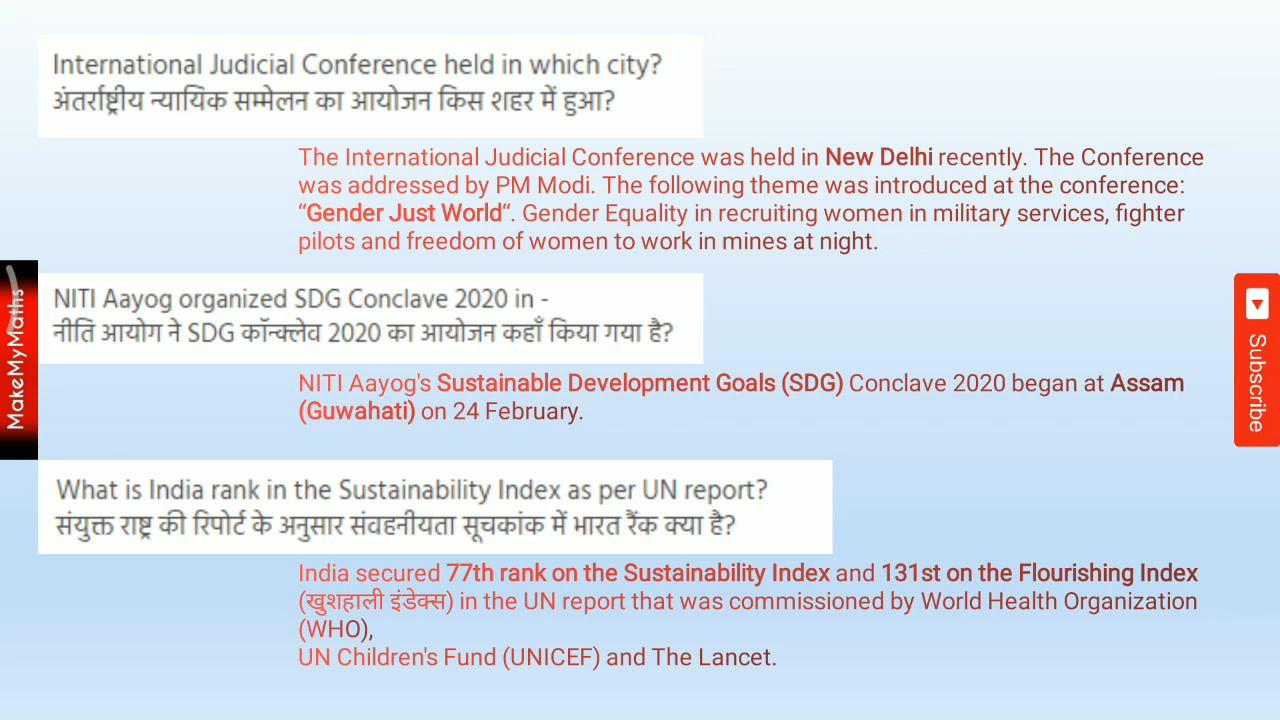 International Judicial Conference held in which city?
अंतर्राष्ट्रीय न्यायिक सम्मेलन का आयोजन किस शहर में हुआ?
The International Judicial Conference was held in New Delhi recently. The Conference
was addressed by PM Modi. The following theme was introduced at the conference:
“Gender Just World“. Gender Equality in recruiting women in military services, fighter
pilots and freedom of women to work in mines at night.
NITI Aayog organized SDG Conclave 2020 in -
नीति आयोग ने SDG कॉन्क्लेव 2020 का आयोजन कहाँ किया गया है?
NITI Aayog's Sustainable Development Goals (SDG) Conclave 2020 began at Assam
(Guwahati) on 24 February.
MakeMyMaths
Subscribe
What is India rank in the Sustainability Index as per UN report?
संयुक्त राष्ट्र की रिपोर्ट के अनुसार संवहनीयता सूचकांक में भारत रैंक क्या है?
India secured 77th rank on the Sustainability Index and 131st on the Flourishing Index
(खुशहाली इंडेक्स) in the UN report that was commissioned by World Health Organization
(WHO),
UN Children's Fund (UNICEF) and The Lancet.